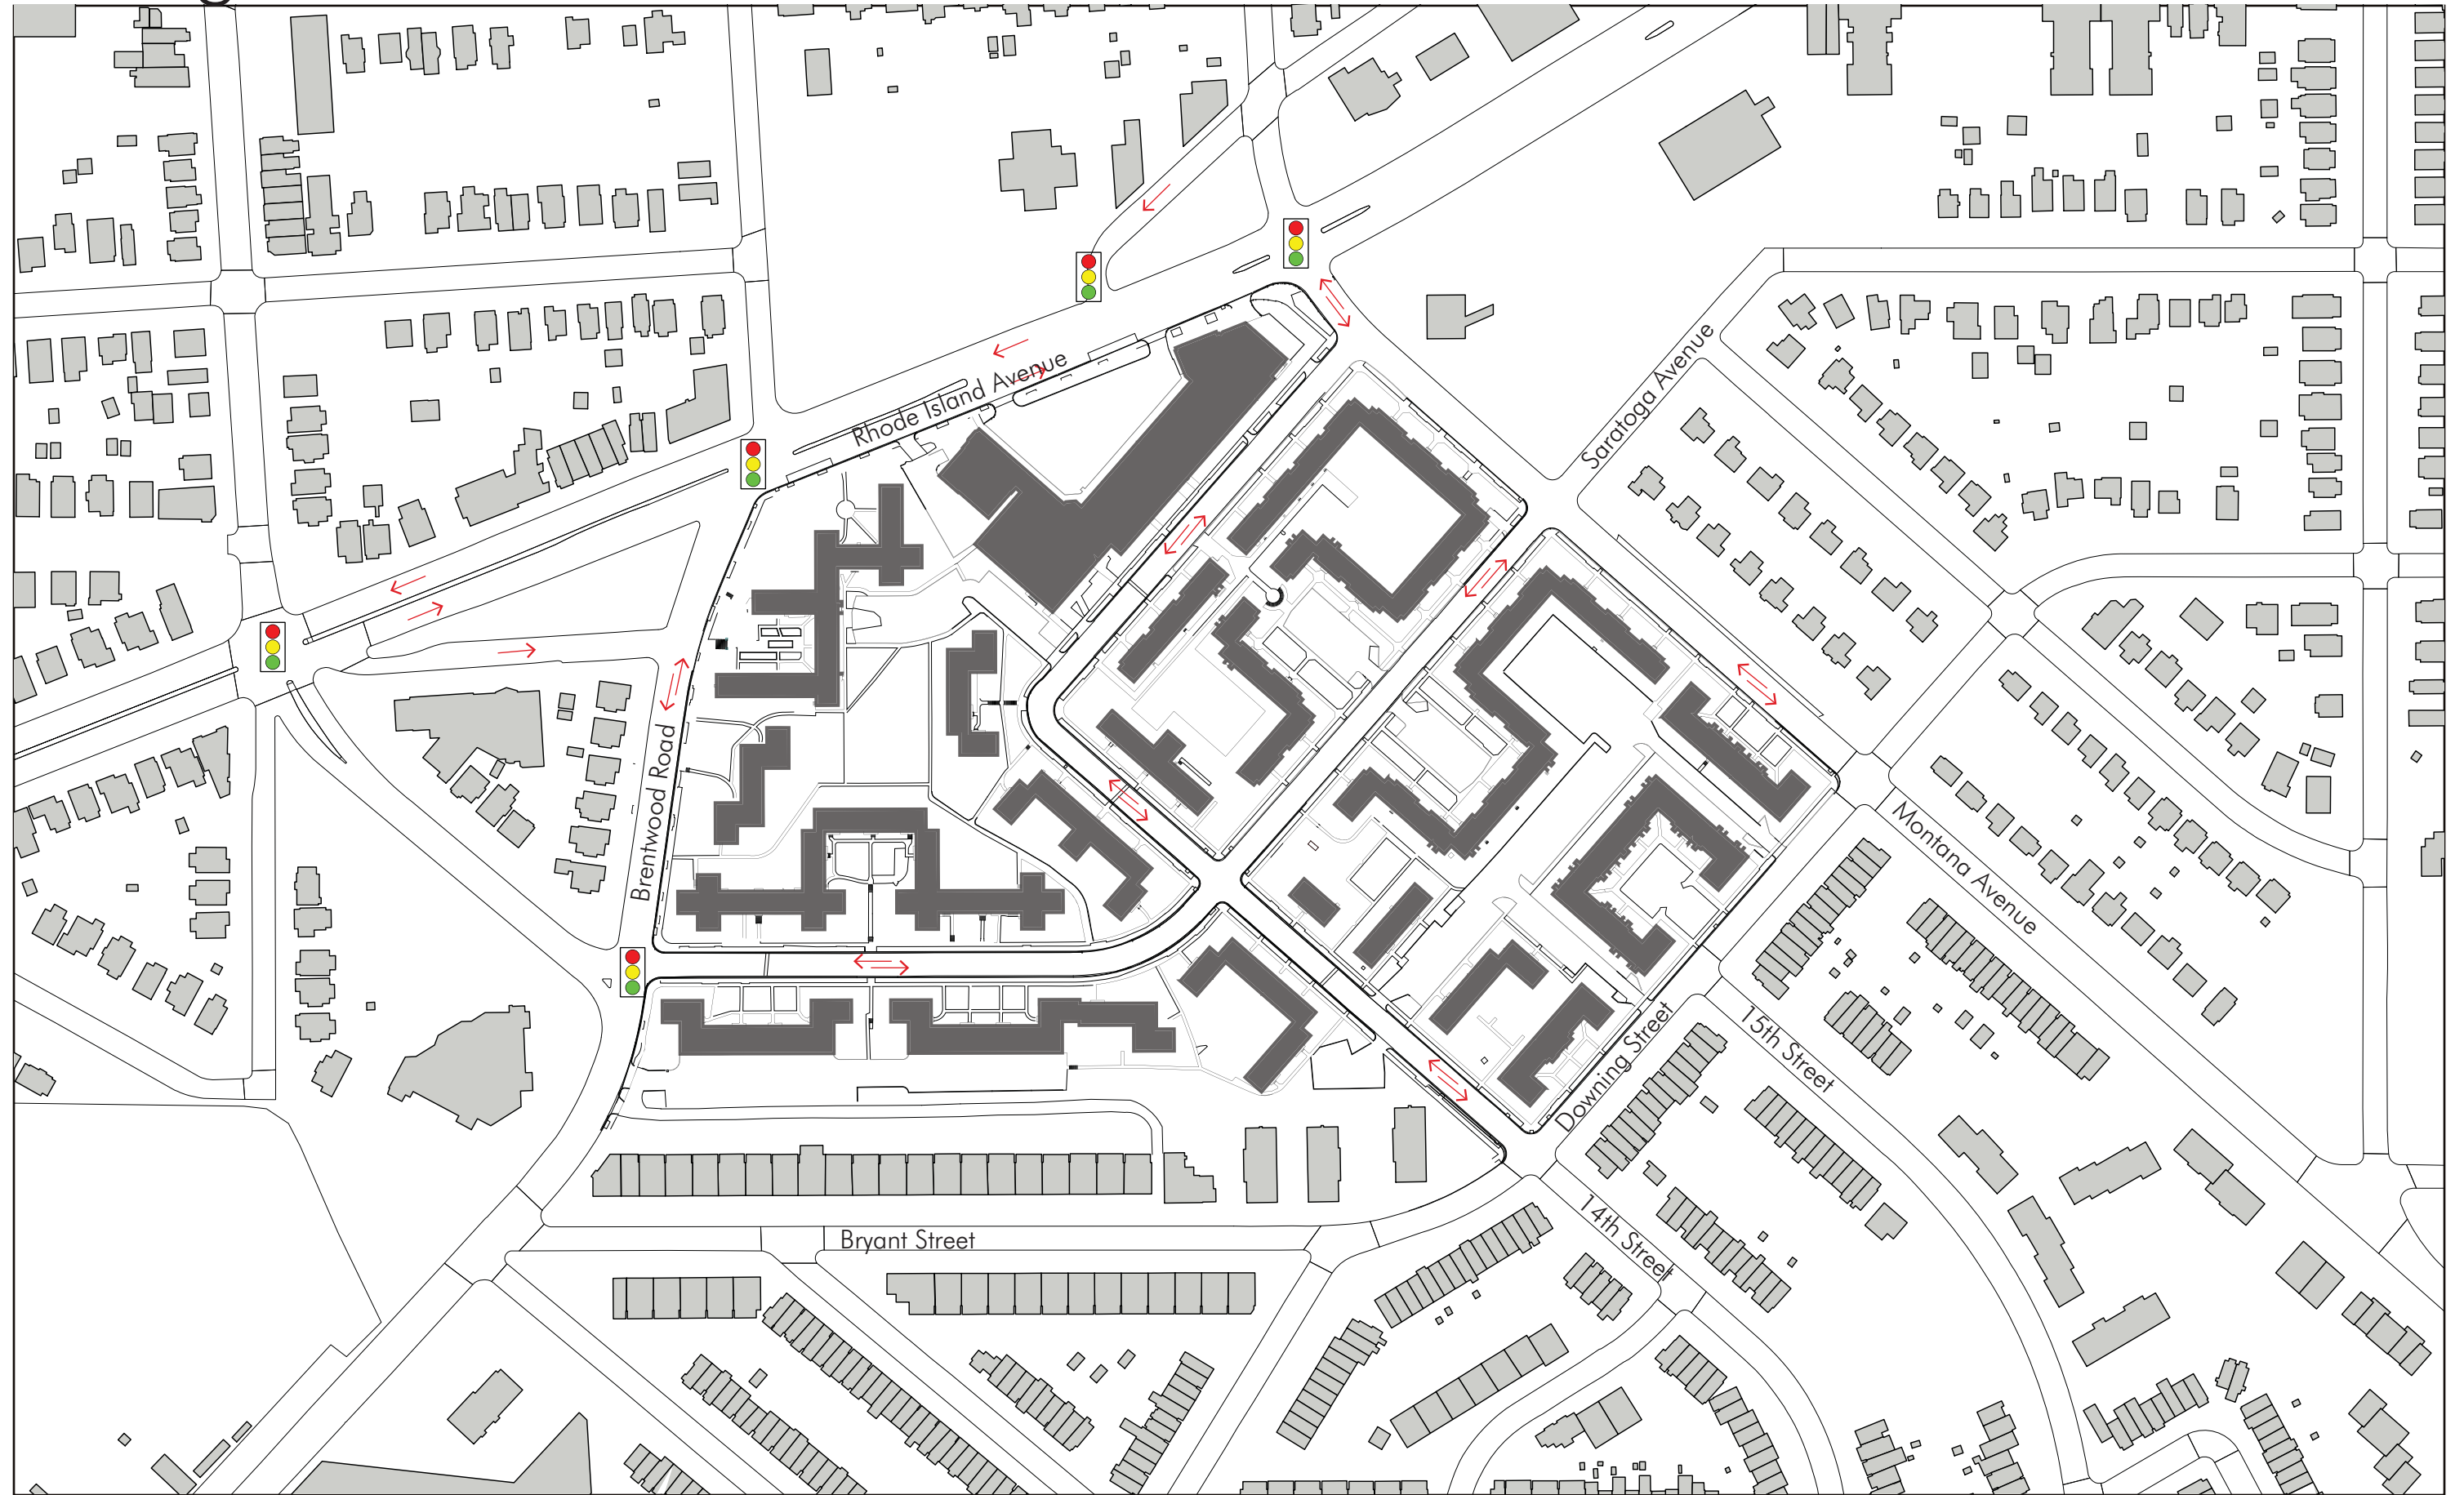 Rhode Island Avenue
Saratoga Avenue
Brentwood Road
Montana Avenue
15th Street
Downing Street
14th Street
Bryant Street